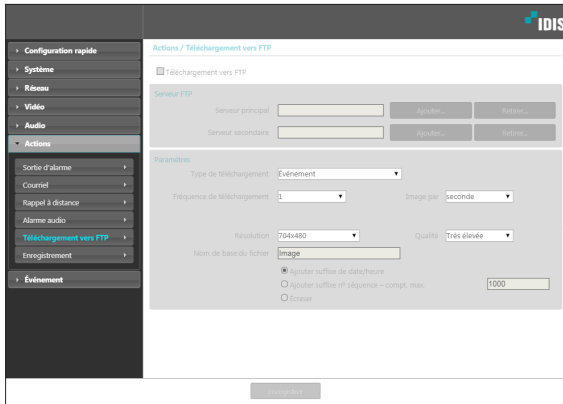 IDIS
Configuration rapide
Système
Réseau
Vidéo
Audio
Actions
Sortie d'alarme
Courriel
Rappel à distance
Alarme audio
Téléchargement vers FTP
Enregistrement
Événement
Actions / Téléchargement vers FTP
Téléchargement vers FTP
Serveur FTP
Serveur principal Ajouter... Retirer...
Serveur secondaire Ajouter... Retirer...
Paramètres
Type de téléchargement Événement
Fréquence de téléchargement 1 Image par seconde
Résolution 704x480 Qualité Très élevée
Nom de base du fichier Image
Ajouter suffixe de date/heure
Ajouter suffixe n° séquence – compt. max. 1000
Ecraser
Enregistrer